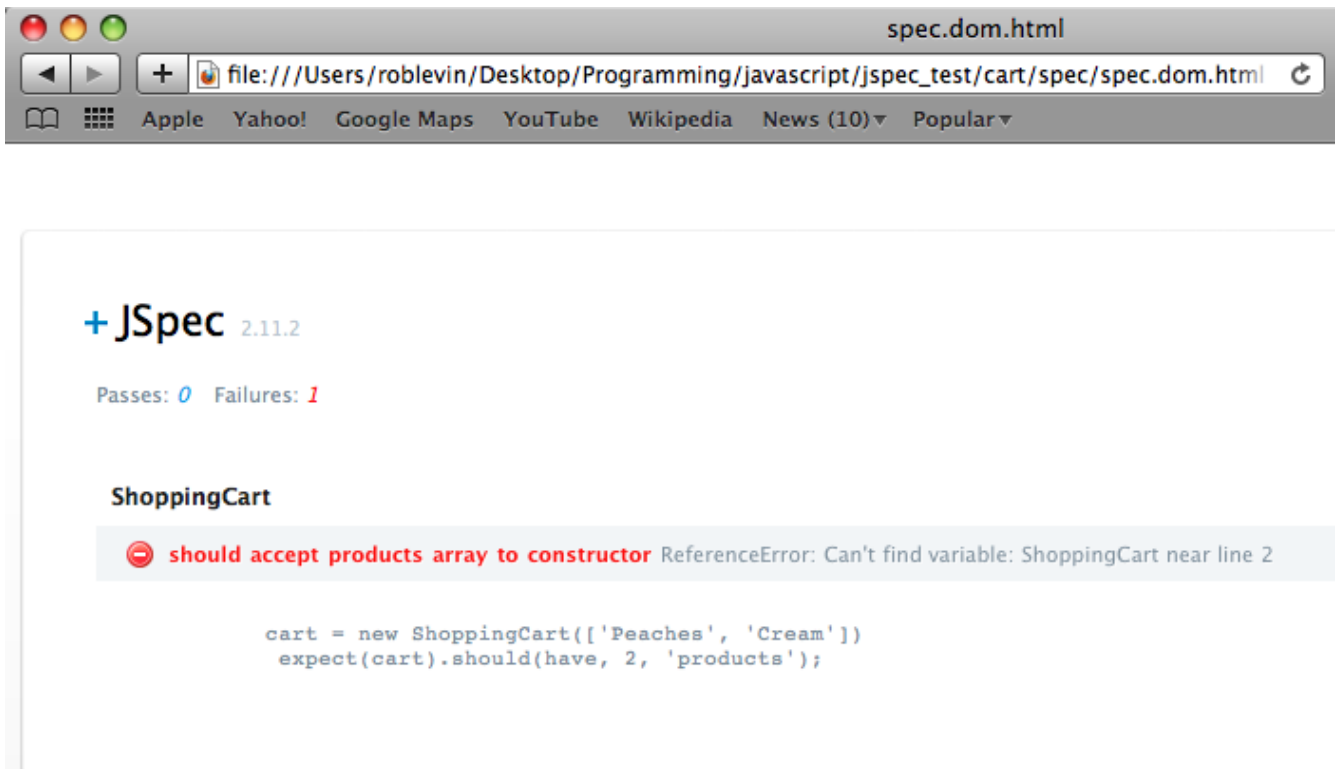 spec.dom.html
file:///Users/roblevin/Desktop/Programming/javascript/jspec_test/cart/spec/spec.dom.html
Apple Yahoo! Google Maps YouTube Wikipedia News (10)▾ Popular▾
+ JSpec 2.11.2
Passes: 0 Failures: 1
ShoppingCart
should accept products array to constructor ReferenceError: Can't find variable: ShoppingCart near line 2
cart = new ShoppingCart(['Peaches', 'Cream'])
expect(cart).should(have, 2, 'products');